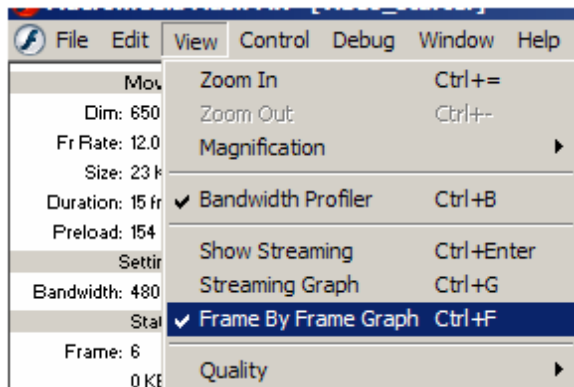 File Edit View Control Debug Window Help
Zoom In Ctrl+=
Dim: 650 Zoom Out Ctrl+-
Fr Rate: 12.0 Magnification
Size: 23
Duration: 15 fr Bandwidth Profiler Ctrl+B
Preload: 154
Show Streaming Ctrl+Enter
Streaming Graph Ctrl+G
Bandwidth: 480
Frame By Frame Graph Ctrl+F
Frame: 6
Quality